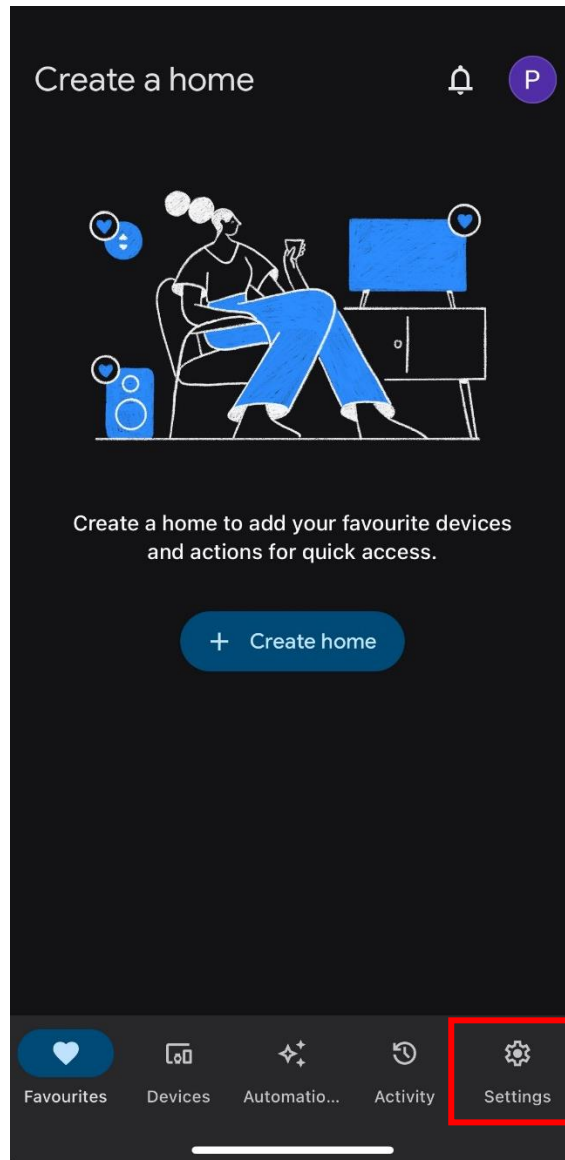 Create a home
P
Create a home to add your favourite devices
and actions for quick access.
+ Create home
Favourites
Devices
Automatio...
Activity
Settings